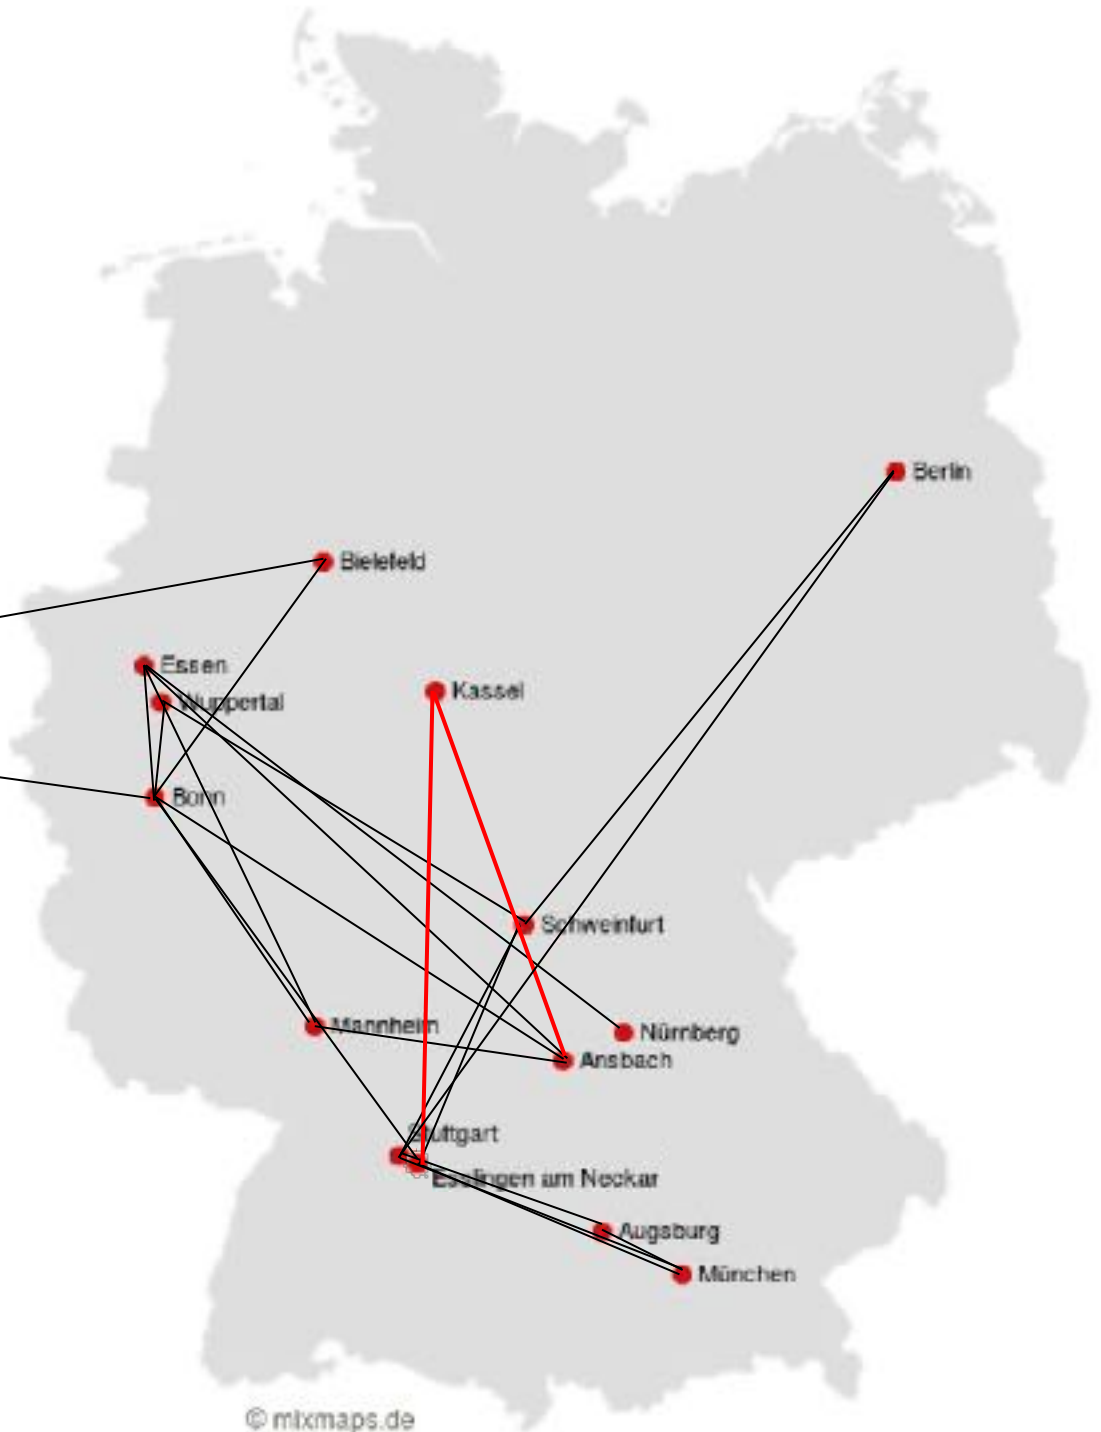 Berlin
Bielefeld
Essen
Kassel
Wuppertal
Bonn
Schweinfurt
Mannheim
Nürnberg
Ansbach
Stuttgart
Esslingen am Neckar
Augsburg
München
© mixmaps.de